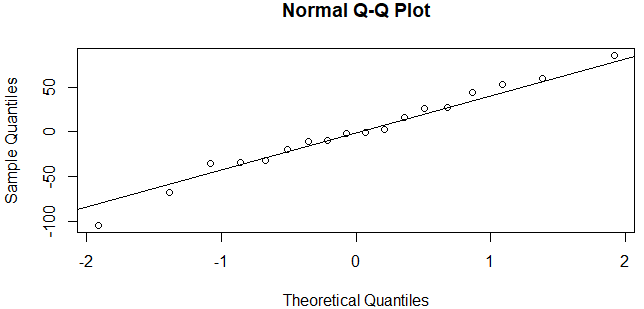 Normal Q-Q Plot
Sample Quantiles
50
0
-50
-100
-2 -1 0 1 2
Theoretical Quantiles